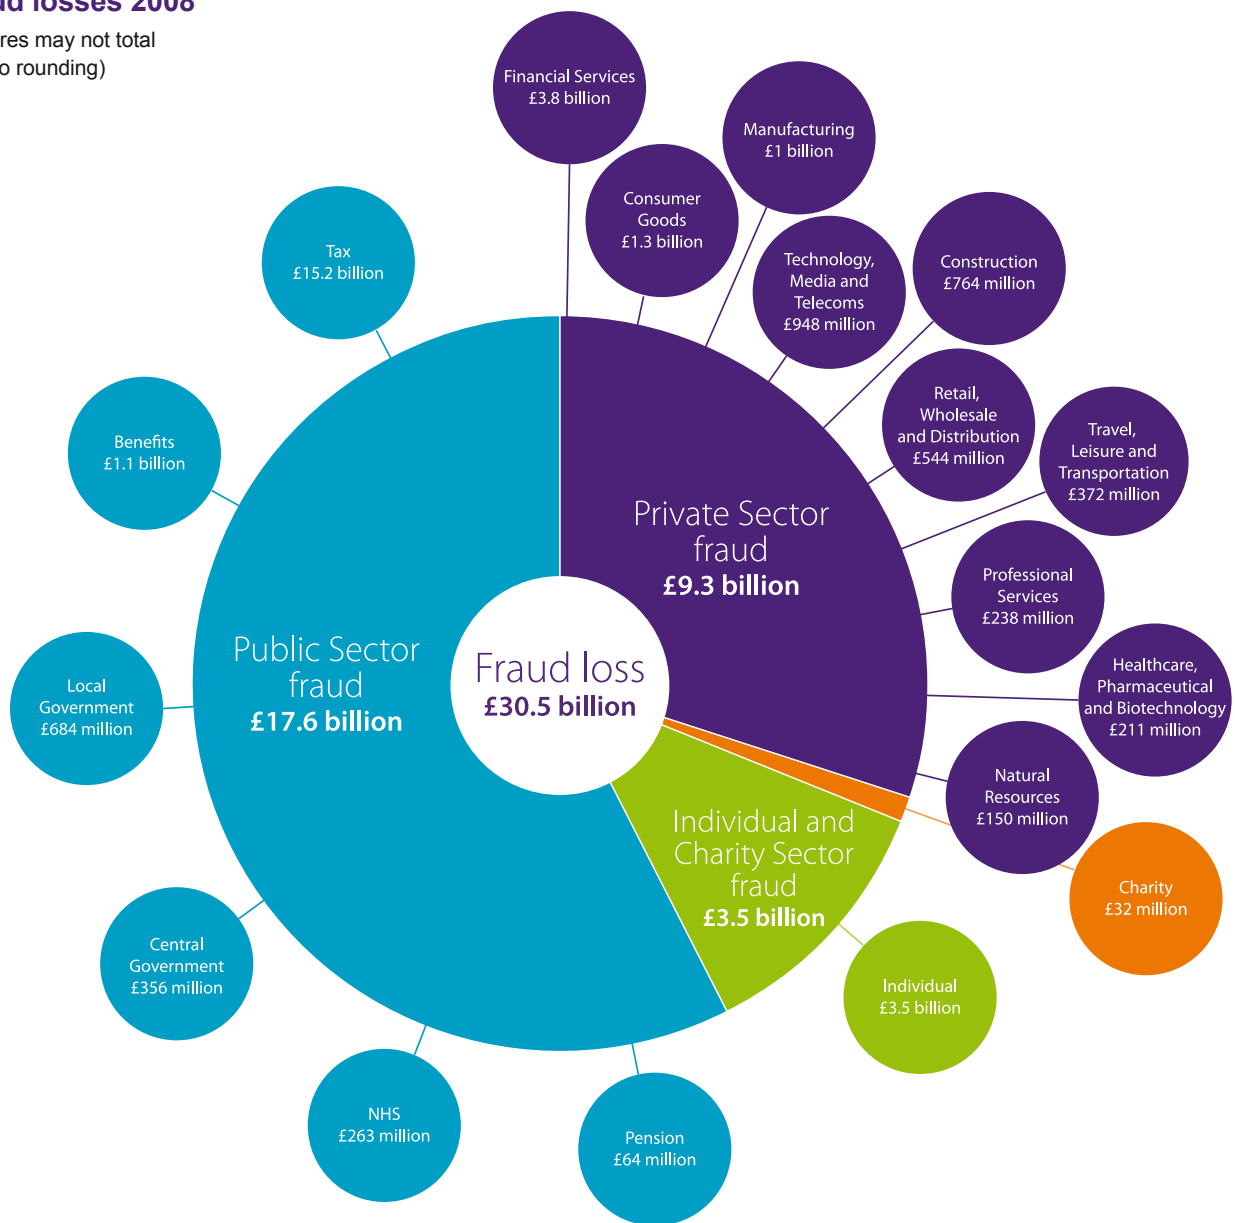 losses 2008
may not total
rounding)
Financial Services
£3.8 billion
Manufacturing
£1 billion
Consumer
Goods
£1.3 billion
Technology,
Media and
Telecoms
£948 million
Construction
£764 million
Retail,
Wholesale
and Distribution
£544 million
Travel,
Leisure and
Transportation
£372 million
Professional
Services
£238 million
Healthcare,
Pharmaceutical
and Biotechnology
£211 million
Natural
Resources
£150 million
Charity
£32 million
Individual
£3.5 billion
Tax
£15.2 billion
Benefits
£1.1 billion
Local
Government
£684 million
Central
Government
£356 million
NHS
£263 million
Pension
£64 million
Private Sector
fraud
£9.3 billion
Public Sector
fraud
£17.6 billion
Fraud loss
£30.5 billion
Individual and
Charity Sector
fraud
£3.5 billion